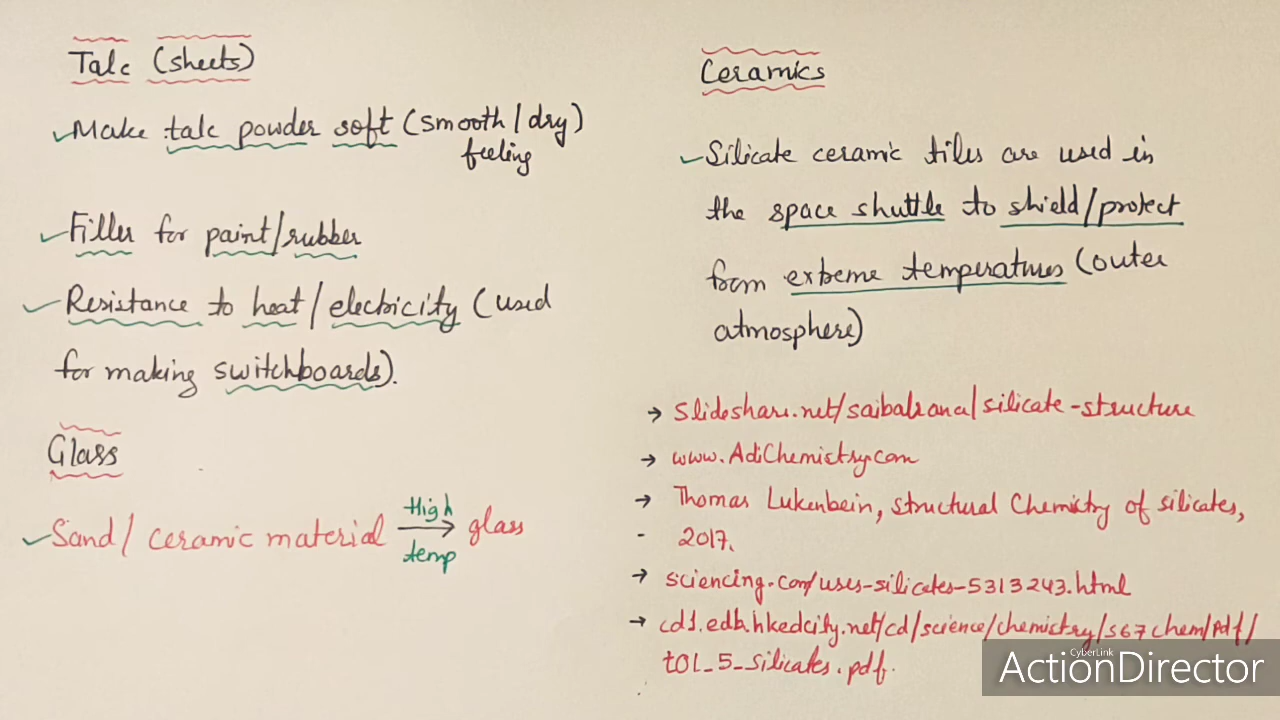 Talc (sheets)
Make talc powder soft (smooth/dry)
feeling
Filler for paint/rubber
Resistance to heat/electricity (used
for making switchboards).
Glass
Sand/ ceramic material High temp → glass
Ceramics
Silicate ceramic tiles are used in
the space shuttle to shield/protect
from extreme temperatures (outer
atmosphere)
→ slideshare.net/saibalrana/silicate-structure
→ www.AdiChemistry.com
→ Thomas Lukenbein, structural Chemistry of silicates,
- 2017.
→ sciencing.com/uses-silicates-5313243.html
→ cd1.edb.hkedcity.net/cd/science/chemistry/s67chem/pdf/
t01_5_silicates.pdf.
CyberLink
ActionDirector